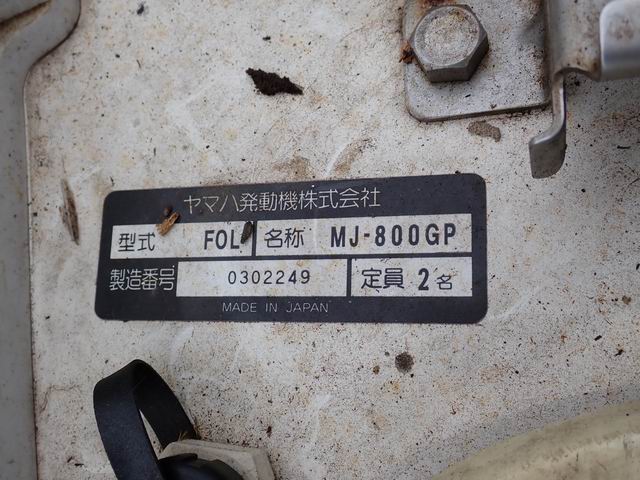 ヤマハ発動機株式会社
型式 FOL 名称 MJ-800GP
製造番号 0302249 定員 2名
MADE IN JAPAN